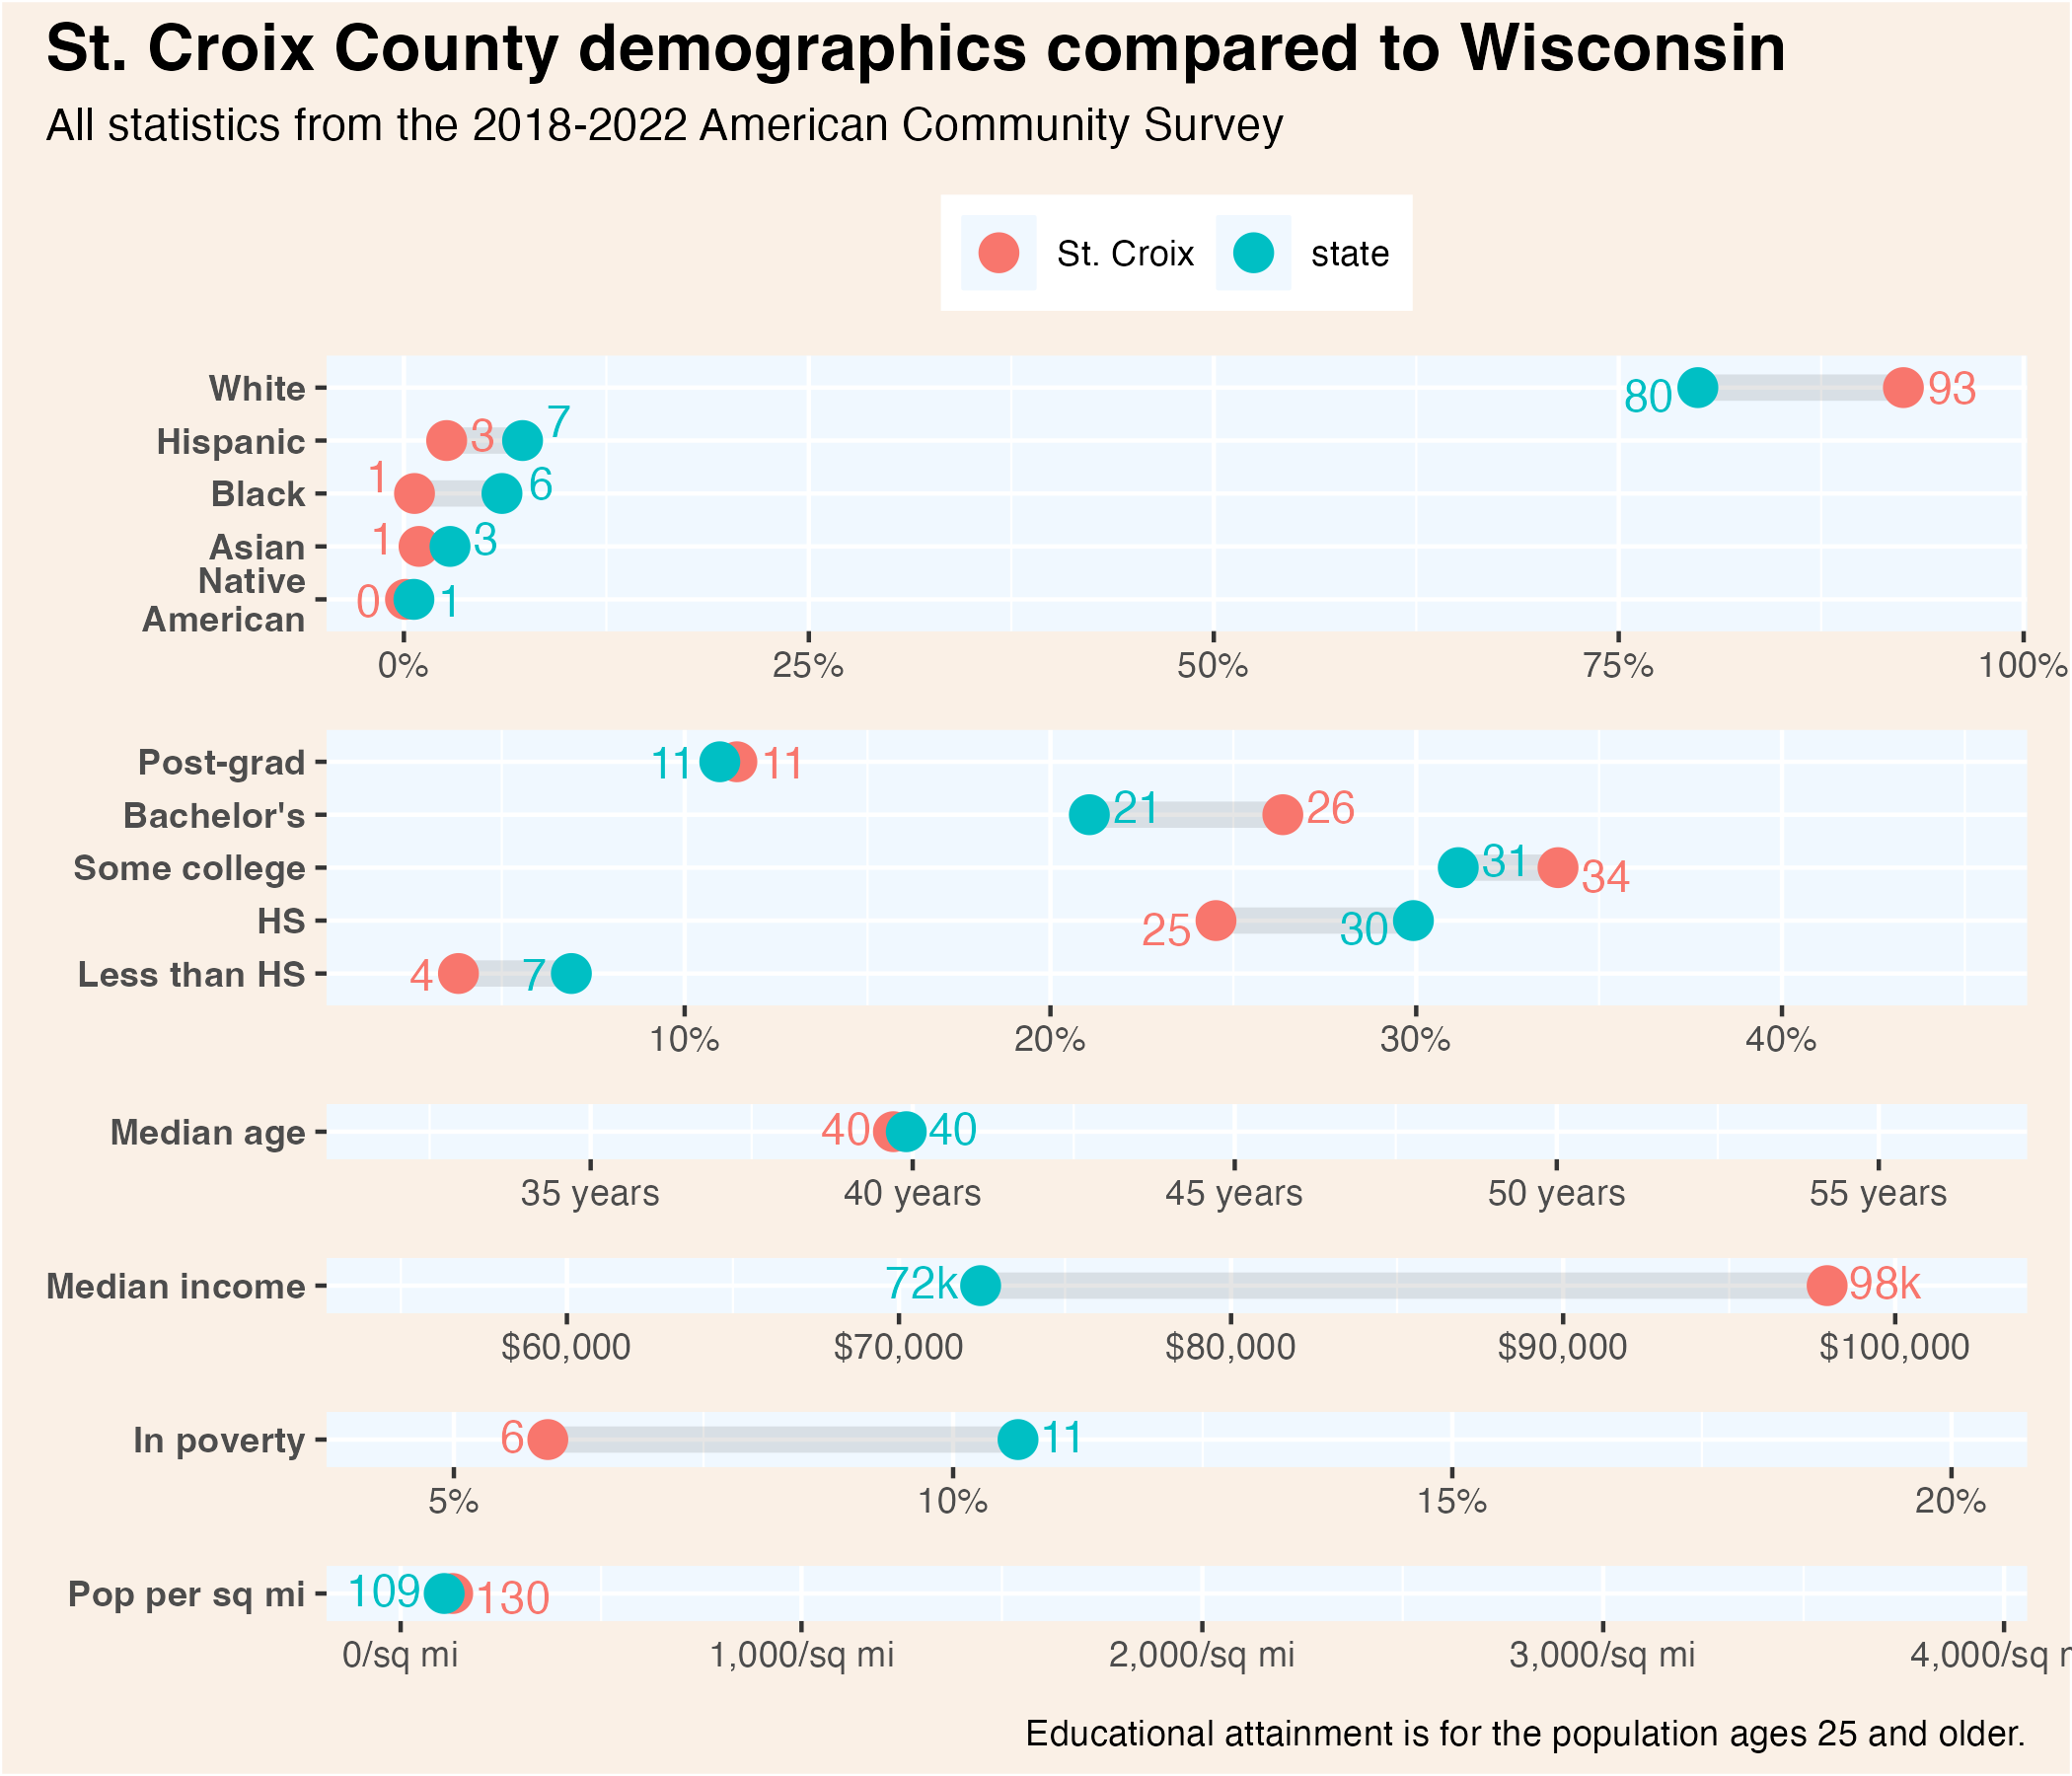 St. Croix County demographics compared to Wisconsin
All statistics from the 2018-2022 American Community Survey
St. Croix state
White 80 93
Hispanic 3 7
Black 1 6
Asian 1 3
Native
American 0 1
0% 25% 50% 75% 100%
Post-grad 11 11
Bachelor's 21 26
Some college 31 34
HS 25 30
Less than HS 4 7
10% 20% 30% 40%
Median age 40 40
35 years 40 years 45 years 50 years 55 years
Median income 72k 98k
$60,000 $70,000 $80,000 $90,000 $100,000
In poverty 6 11
5% 10% 15% 20%
Pop per sq mi 109 130
0/sq mi 1,000/sq mi 2,000/sq mi 3,000/sq mi 4,000/sq
Educational attainment is for the population ages 25 and older.